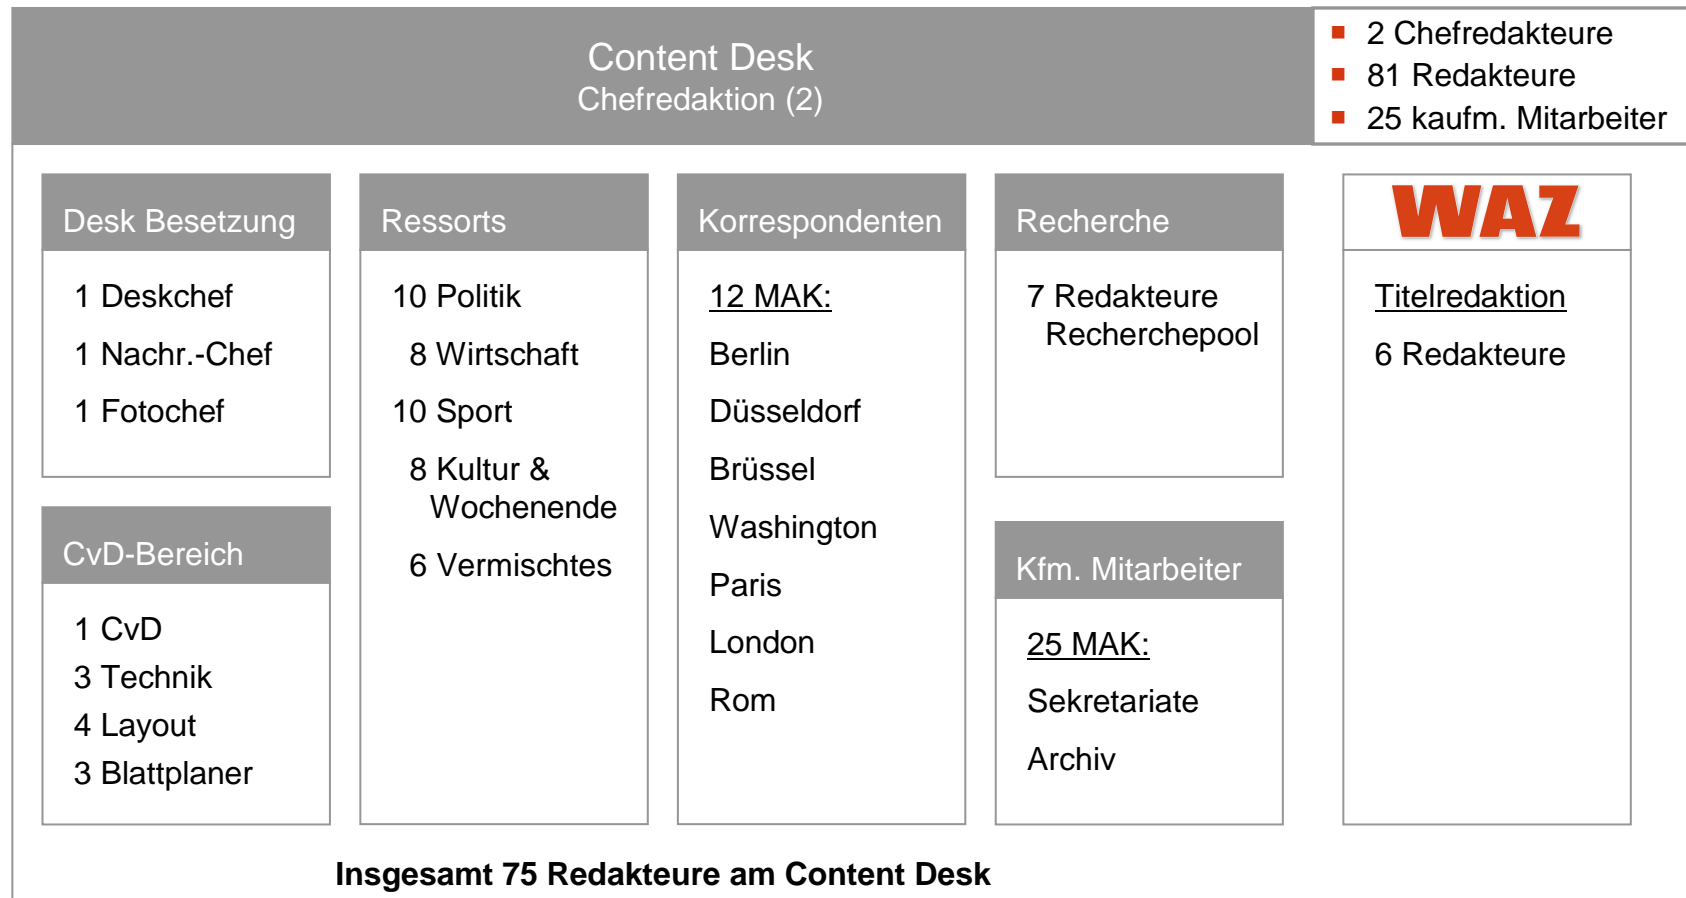 Content Desk
Chefredaktion (2)
2 Chefredakteure
81 Redakteure
25 kaufm. Mitarbeiter
Desk Besetzung
1 Deskchef
1 Nachr.-Chef
1 Fotochef
CvD-Bereich
1 CvD
3 Technik
4 Layout
3 Blattplaner
Ressorts
10 Politik
8 Wirtschaft
10 Sport
8 Kultur &
Wochenende
6 Vermischtes
Korrespondenten
12 MAK:
Berlin
Düsseldorf
Brüssel
Washington
Paris
London
Rom
Recherche
7 Redakteure
Recherchepool
Kfm. Mitarbeiter
25 MAK:
Sekretariate
Archiv
WAZ
Titelredaktion
6 Redakteure
Insgesamt 75 Redakteure am Content Desk